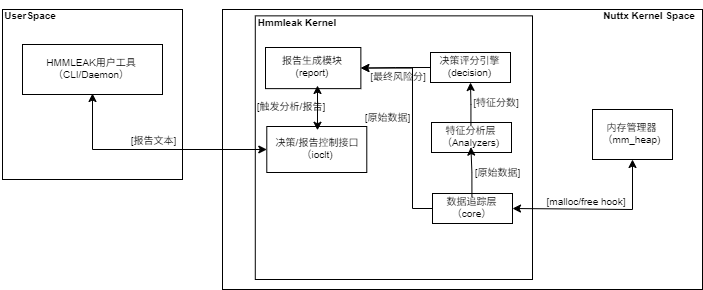 UserSpace
HMMLEAK用户工具
（CLI/Daemon）
[报告文本]
Nuttx Kernel Space
Hmmleak Kernel
报告生成模块
(report)
[最终风险分]
决策评分引擎
(decision)
[触发分析/报告]
[原始数据]
[特征分数]
决策/报告控制接口
（ioclt）
特征分析层
（Analyzers）
[原始数据]
数据追踪层
（core）
[malloc/free hook]
内存管理器
（mm_heap）